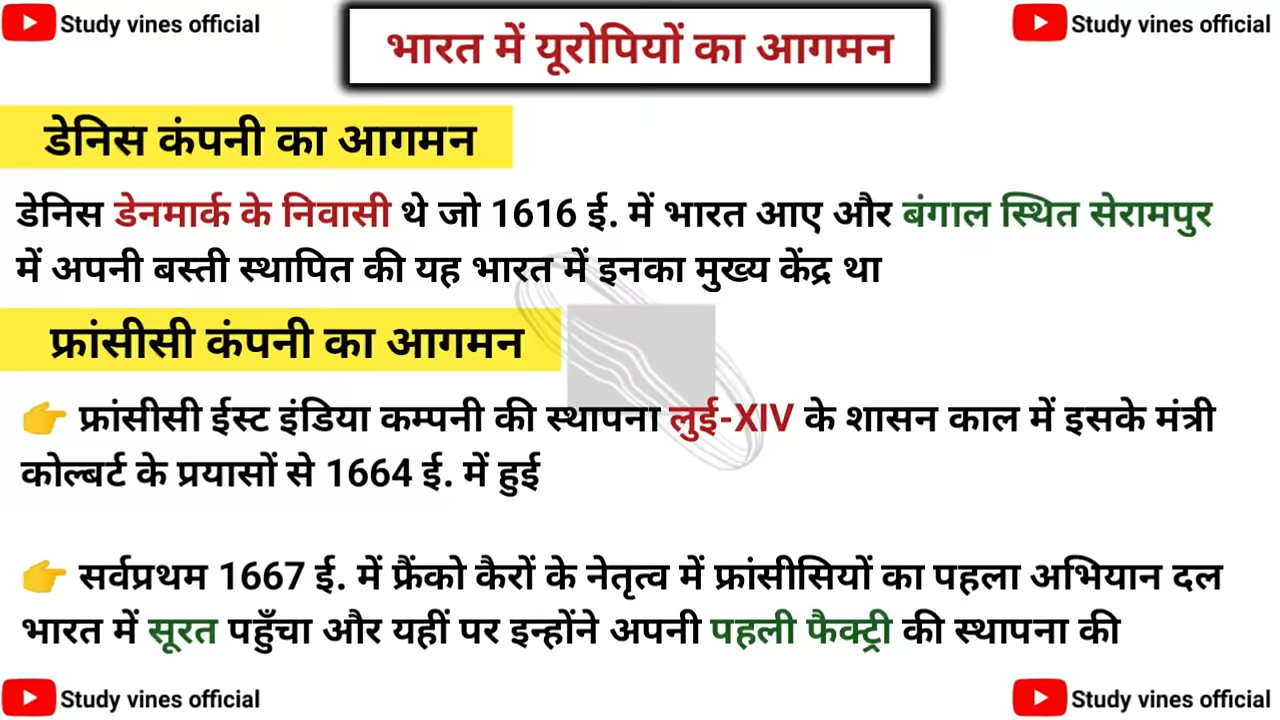 Study vines official
भारत में यूरोपियों का आगमन
Study vines official
डेनिस कंपनी का आगमन
डेनिस डेनमार्क के निवासी थे जो 1616 ई. में भारत आए और बंगाल स्थित सेरामपुर
में अपनी बस्ती स्थापित की यह भारत में इनका मुख्य केंद्र था
फ्रांसीसी कंपनी का आगमन
👉 फ्रांसीसी ईस्ट इंडिया कम्पनी की स्थापना लुई-XIV के शासन काल में इसके मंत्री
कोल्बर्ट के प्रयासों से 1664 ई. में हुई
👉 सर्वप्रथम 1667 ई. में फ्रैंको कैरों के नेतृत्व में फ्रांसीसियों का पहला अभियान दल
भारत में सूरत पहुँचा और यहीं पर इन्होंने अपनी पहली फैक्ट्री की स्थापना की
Study vines official
Study vines official